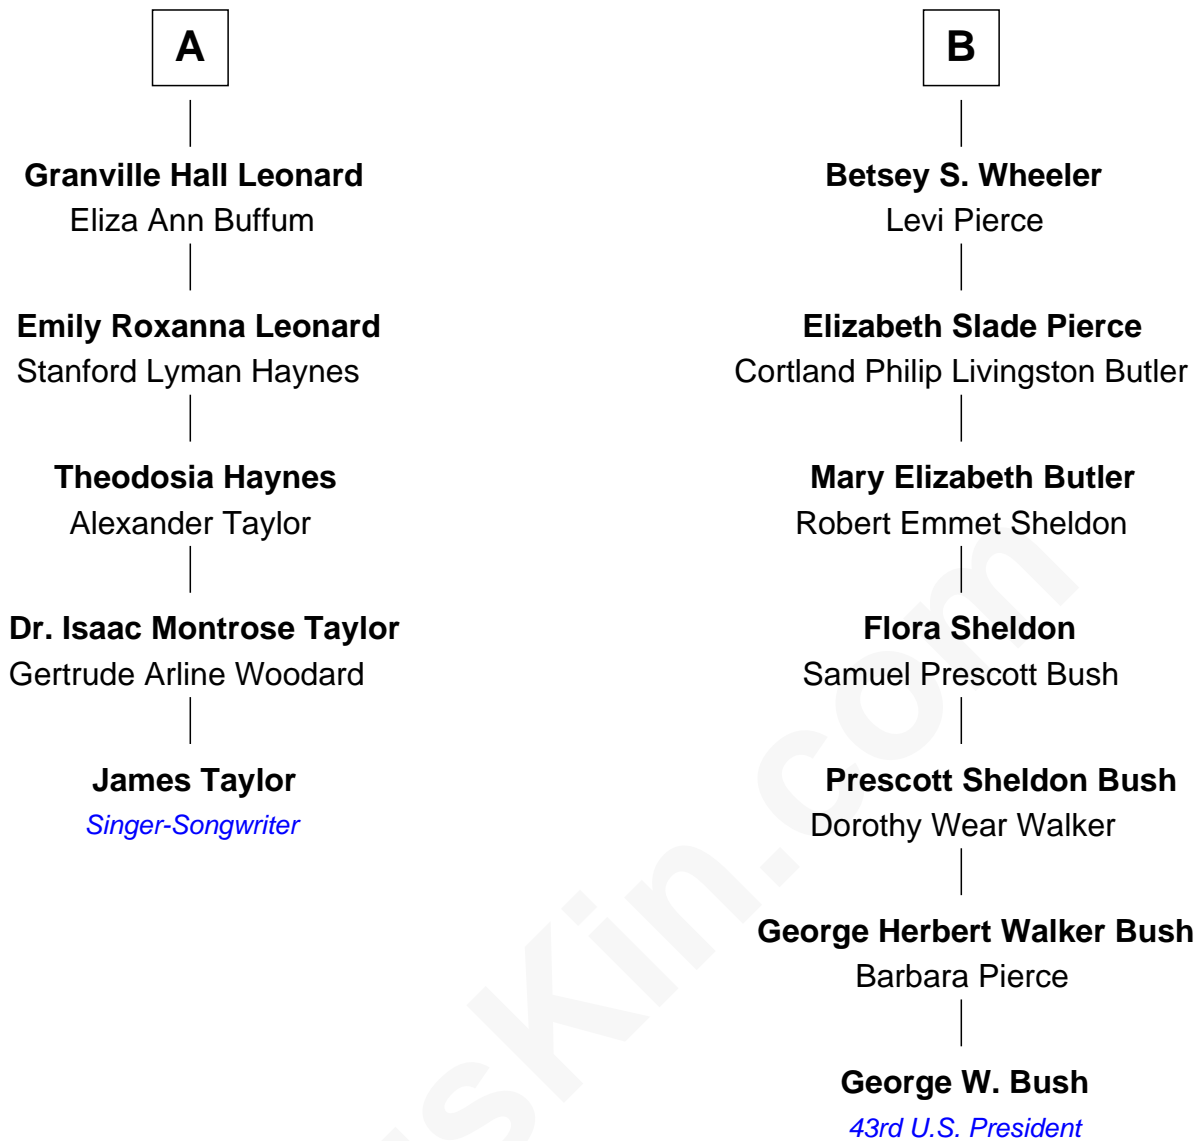 A
Granville Hall Leonard
Eliza Ann Buffum
Emily Roxanna Leonard
Stanford Lyman Haynes
Theodosia Haynes
Alexander Taylor
Dr. Isaac Montrose Taylor
Gertrude Arline Woodard
James Taylor
Singer-Songwriter
B
Betsey S. Wheeler
Levi Pierce
Elizabeth Slade Pierce
Cortland Philip Livingston Butler
Mary Elizabeth Butler
Robert Emmet Sheldon
Flora Sheldon
Samuel Prescott Bush
Prescott Sheldon Bush
Dorothy Wear Walker
George Herbert Walker Bush
Barbara Pierce
George W. Bush
43rd U.S. President